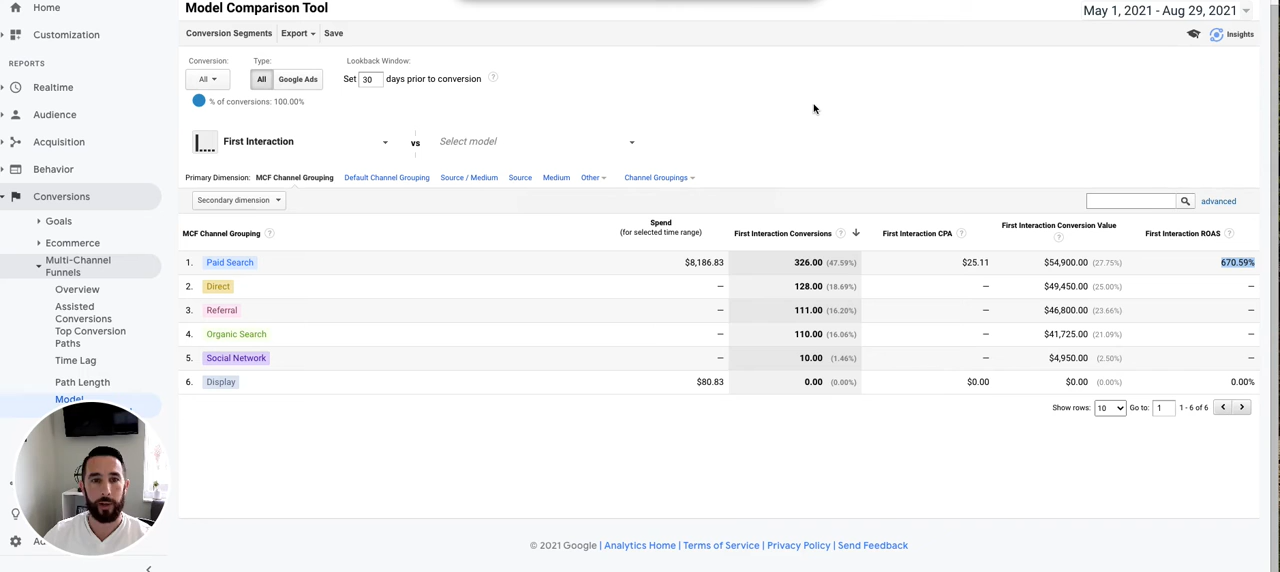 Model Comparison Tool
May 1, 2021 - Aug 29, 2021
Home
Customization
REPORTS
Realtime
Audience
Acquisition
Behavior
Conversions
Goals
Ecommerce
Multi-Channel
Funnels
Overview
Assisted
Conversions
Top Conversion
Paths
Time Lag
Path Length
Model
Conversion Segments Export Save
Insights
Conversion: Type: Lookback Window:
All All Google Ads Set 30 days prior to conversion ?
% of conversions: 100.00%
First Interaction vs Select model
Primary Dimension: MCF Channel Grouping Default Channel Grouping Source / Medium Source Medium Other Channel Groupings
Secondary dimension advanced
MCF Channel Grouping ? Spend (for selected time range) First Interaction Conversions ? First Interaction CPA ? First Interaction Conversion Value ? First Interaction ROAS ?
1. Paid Search $8,186.83 326.00 (47.59%) $25.11 $54,900.00 (27.75%) 670.59%
2. Direct — 128.00 (18.69%) — $49,450.00 (25.00%) —
3. Referral — 111.00 (16.20%) — $46,800.00 (23.66%) —
4. Organic Search — 110.00 (16.06%) — $41,725.00 (21.09%) —
5. Social Network — 10.00 (1.46%) — $4,950.00 (2.50%) —
6. Display $80.83 0.00 (0.00%) $0.00 $0.00 (0.00%) 0.00%
Show rows: 10 Go to: 1 1 - 6 of 6
© 2021 Google | Analytics Home | Terms of Service | Privacy Policy | Send Feedback